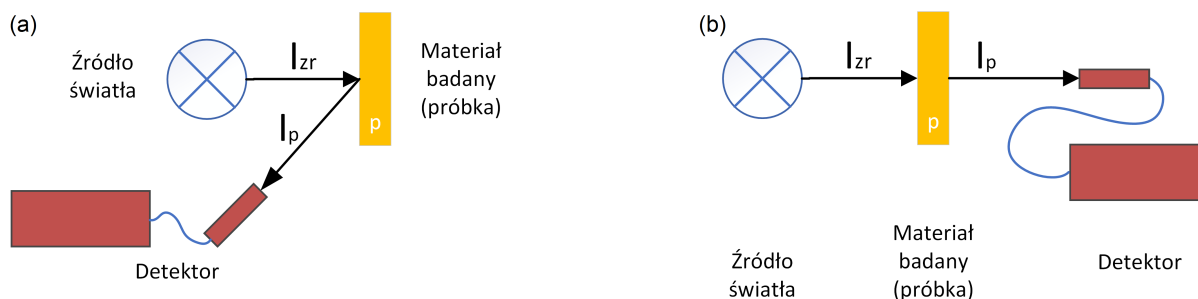 (a)
Źródło
światła
Izr
Materiał
badany
(próbka)
p
Ip
Detektor
(b)
Izr
Ip
p
Źródło
światła
Materiał
badany
(próbka)
Detektor